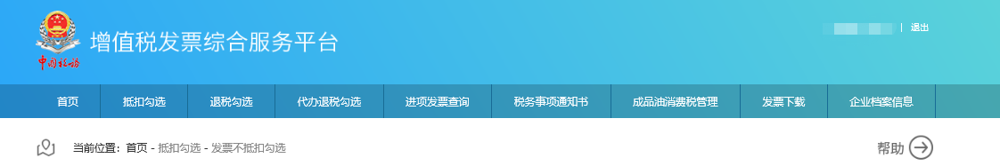 增值税发票综合服务平台
中国税务
退出
首页 抵扣勾选 退税勾选 代办退税勾选 进项发票查询 税务事项通知书 成品油消费税管理 发票下载 企业档案信息
当前位置：首页 - 抵扣勾选 - 发票不抵扣勾选
帮助